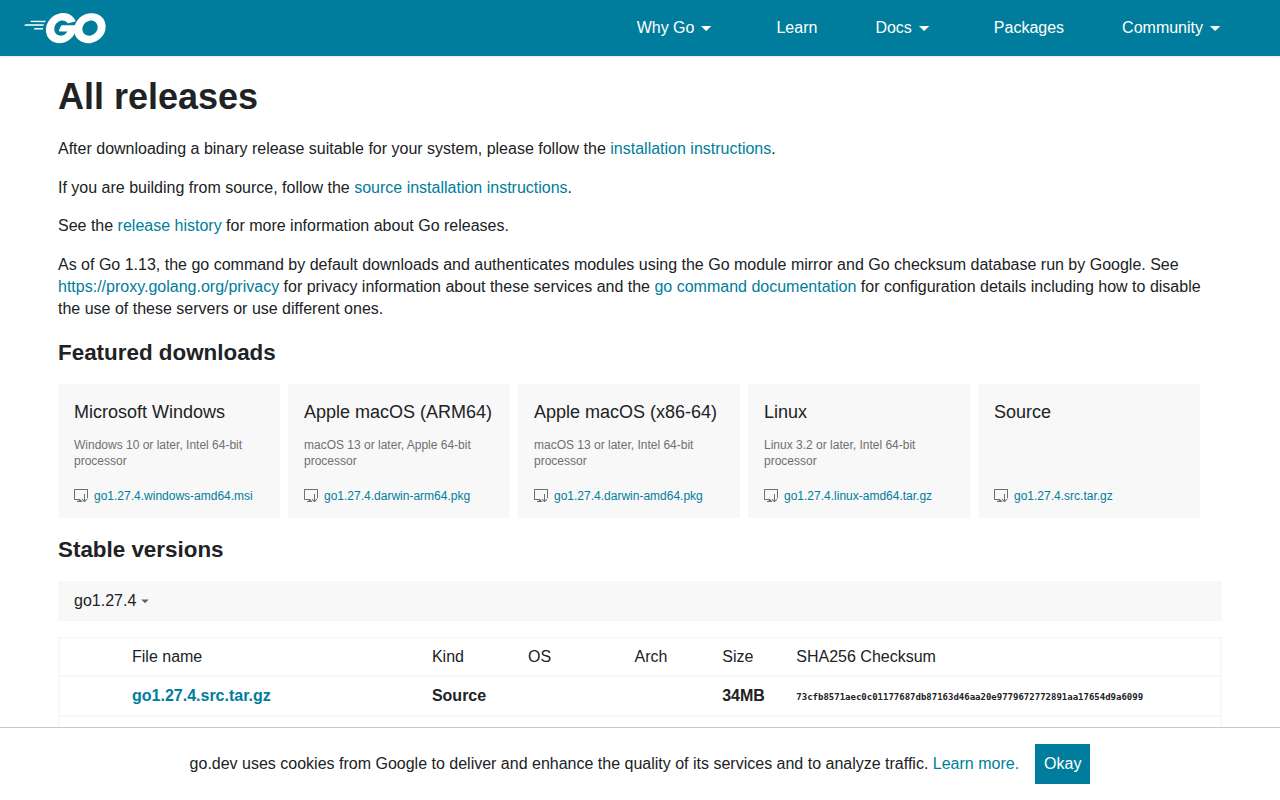 GO
Why Go
Learn
Docs
Packages
Community
All releases
After downloading a binary release suitable for your system, please follow the installation instructions.
If you are building from source, follow the source installation instructions.
See the release history for more information about Go releases.
As of Go 1.13, the go command by default downloads and authenticates modules using the Go module mirror and Go checksum database run by Google. See
https://proxy.golang.org/privacy for privacy information about these services and the go command documentation for configuration details including how to disable
the use of these servers or use different ones.
Featured downloads
Microsoft Windows
Windows 10 or later, Intel 64-bit
processor
go1.27.4.windows-amd64.msi
Apple macOS (ARM64)
macOS 13 or later, Apple 64-bit
processor
go1.27.4.darwin-arm64.pkg
Apple macOS (x86-64)
macOS 13 or later, Intel 64-bit
processor
go1.27.4.darwin-amd64.pkg
Linux
Linux 3.2 or later, Intel 64-bit
processor
go1.27.4.linux-amd64.tar.gz
Source
go1.27.4.src.tar.gz
Stable versions
go1.27.4
File name Kind OS Arch Size SHA256 Checksum
go1.27.4.src.tar.gz Source 34MB 73cfb8571aec0c01177687db87163d46aa20e9779672772891aa17654d9a6099
go.dev uses cookies from Google to deliver and enhance the quality of its services and to analyze traffic. Learn more. Okay